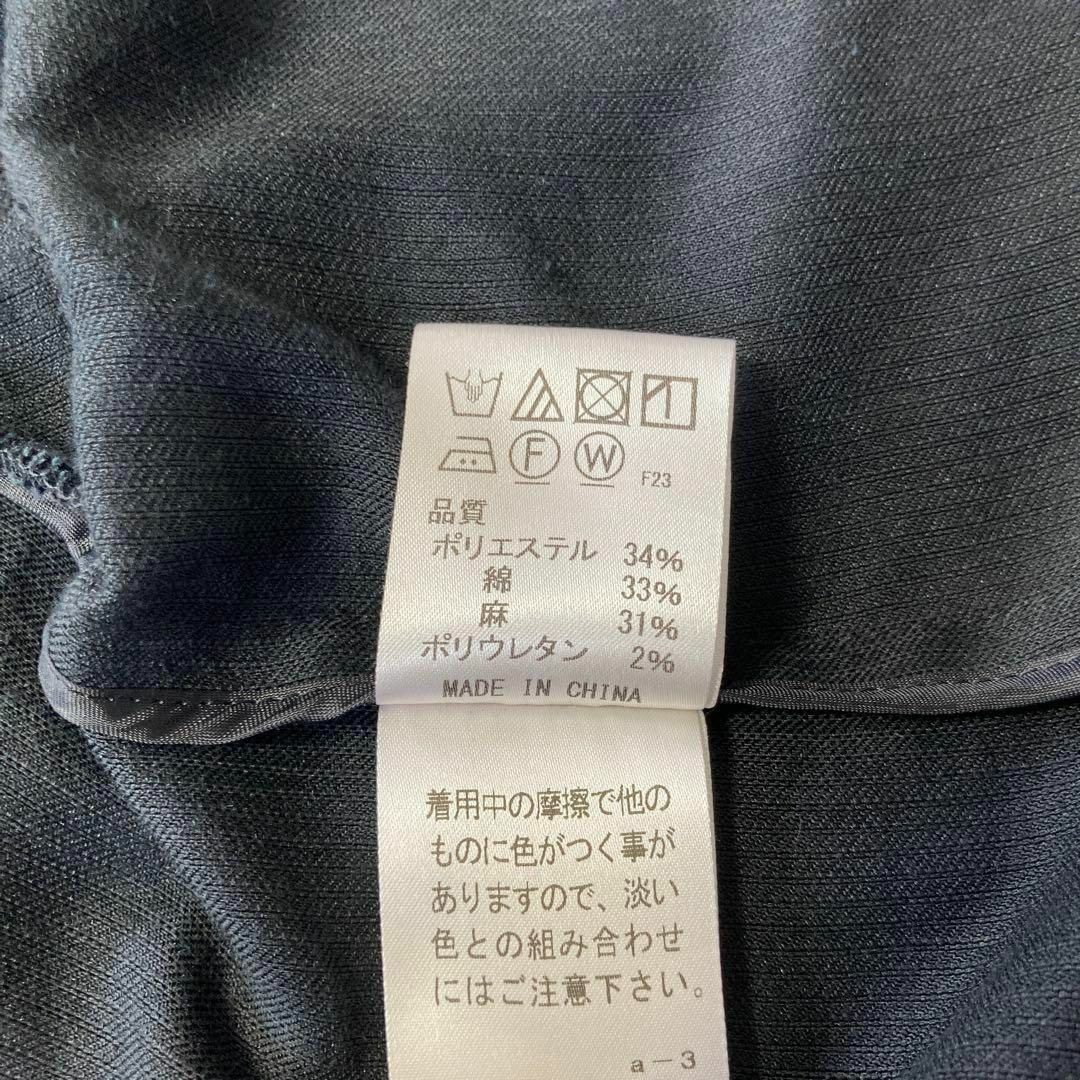 F W F23
品質
ポリエステル 34%
綿 33%
麻 31%
ポリウレタン 2%
MADE IN CHINA
着用中の摩擦で他の
ものに色がつく事が
ありますので、淡い
色との組み合わせ
にはご注意下さい。
a-3